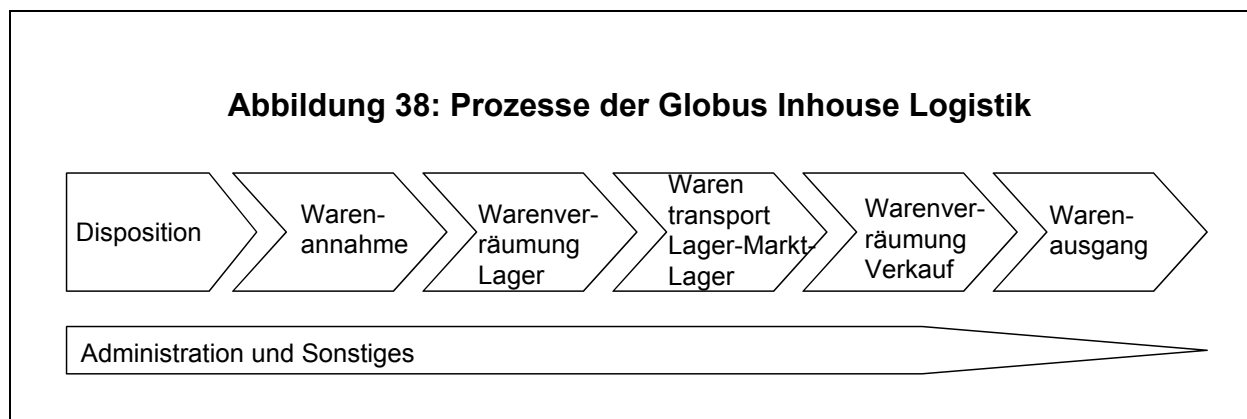 Abbildung 38: Prozesse der Globus Inhouse Logistik
Disposition
Waren-
annahme
Warenver-
räumung
Lager
Waren
transport
Lager-Markt-
Lager
Warenver-
räumung
Verkauf
Waren-
ausgang
Administration und Sonstiges